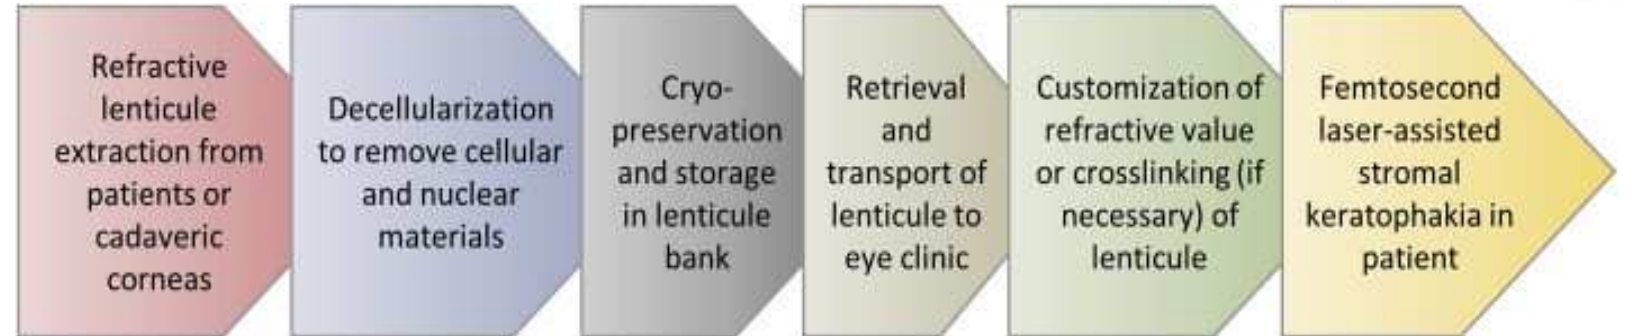 Refractive
lenticule
extraction from
patients or
cadaveric
corneas
Decellularization
to remove cellular
and nuclear
materials
Cryo-
preservation
and storage
in lenticule
bank
Retrieval
and
transport of
lenticule to
eye clinic
Customization of
refractive value
or crosslinking (if
necessary) of
lenticule
Femtosecond
laser-assisted
stromal
keratophakia in
patient